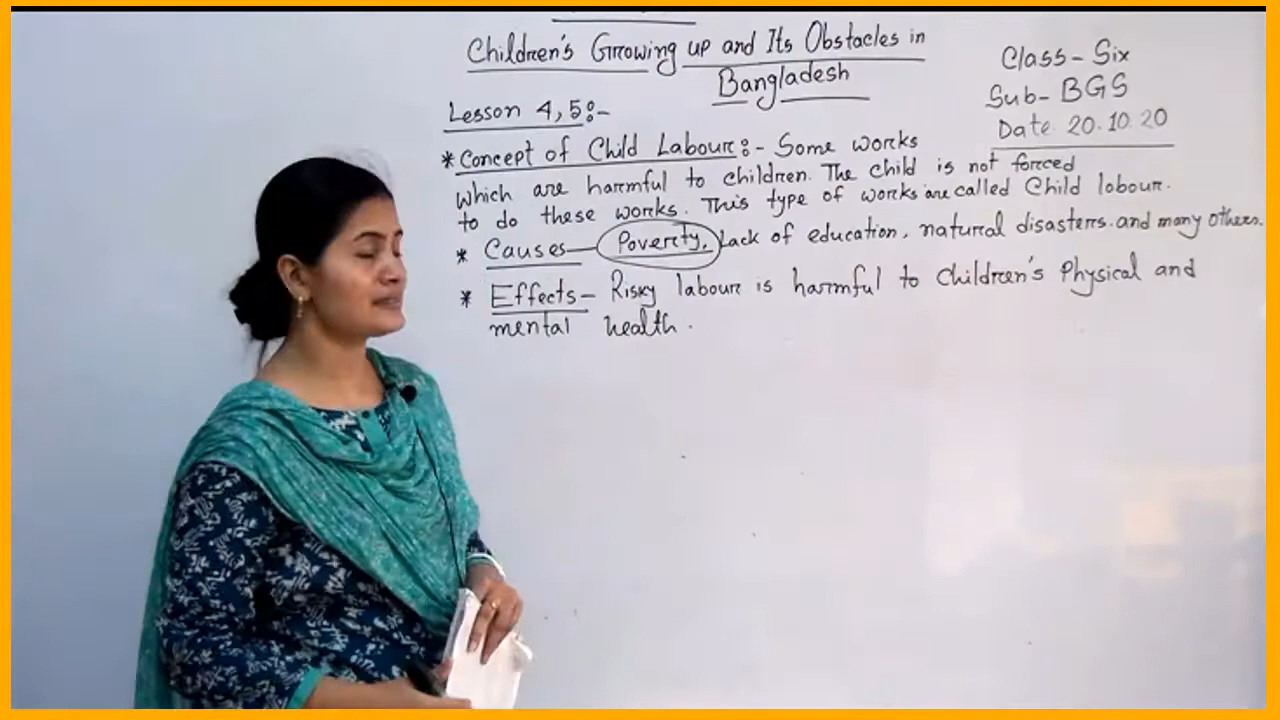 Children's Growing up and Its Obstacles in
Bangladesh
Class - Six
Sub - BGS
Date 20.10.20
Lesson 4, 5:-
* Concept of Child Labour:- Some works
which are harmful to children. The child is not forced
to do these works. This type of works are called Child lobour.
* Causes - Poverty, Lack of education, natural disasters. and many others.
* Effects - Risky labour is harmful to children's Physical and
mental health.